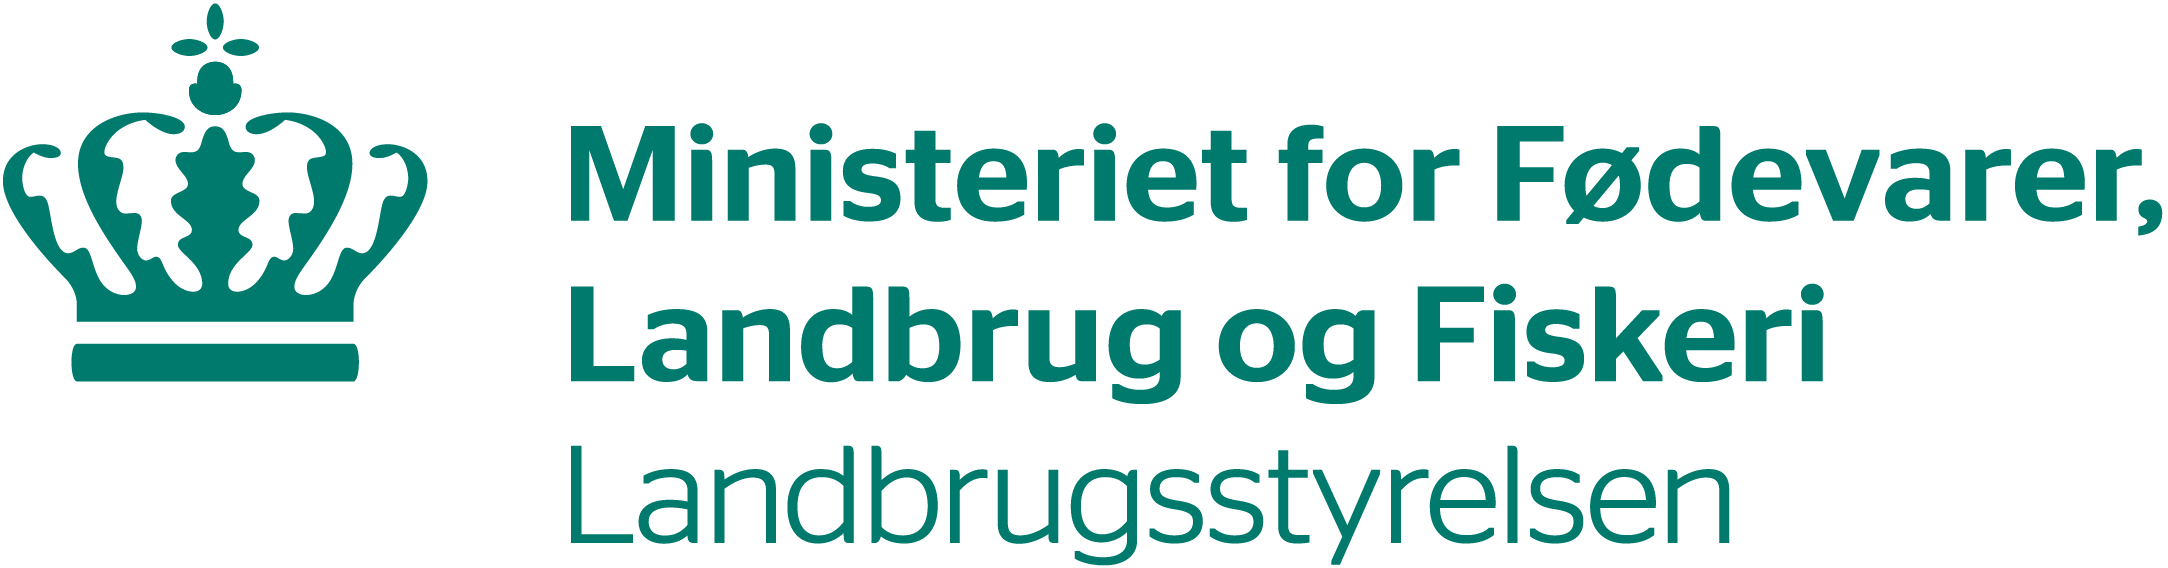 Ministeriet for Fødevarer,
Landbrug og Fiskeri
Landbrugsstyrelsen